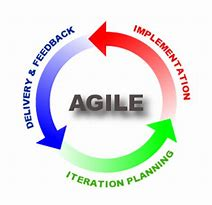 DELIVERY & FEEDBACK
IMPLEMENTATION
AGILE
ITERATION PLANNING